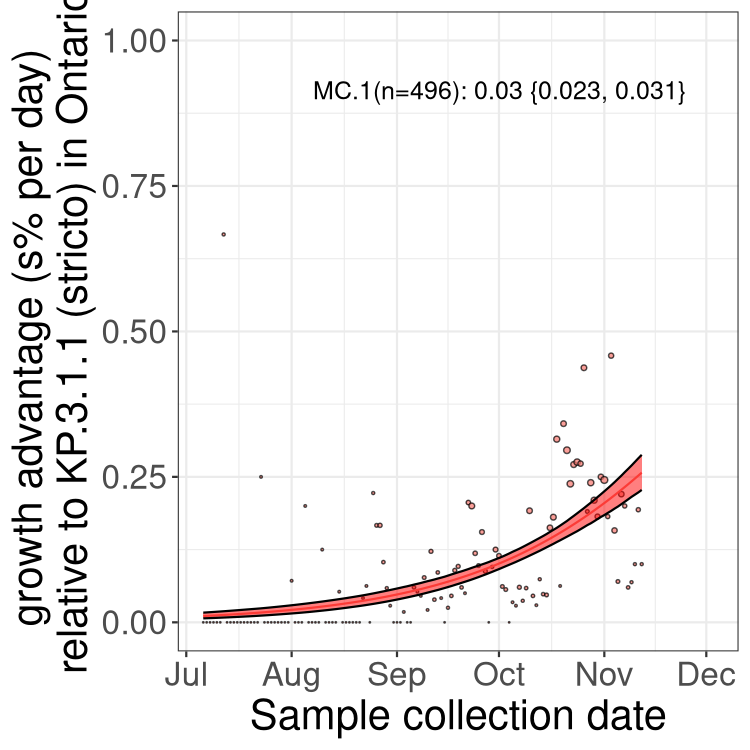 growth advantage (s% per day)
relative to KP.3.1.1 (stricto) in Ontario
1.00
0.75
0.50
0.25
0.00
MC.1(n=496): 0.03 {0.023, 0.031}
Jul Aug Sep Oct Nov Dec
Sample collection date